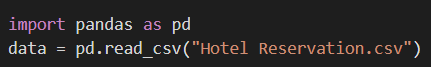 import pandas as pd
data = pd.read_csv("Hotel Reservation.csv")